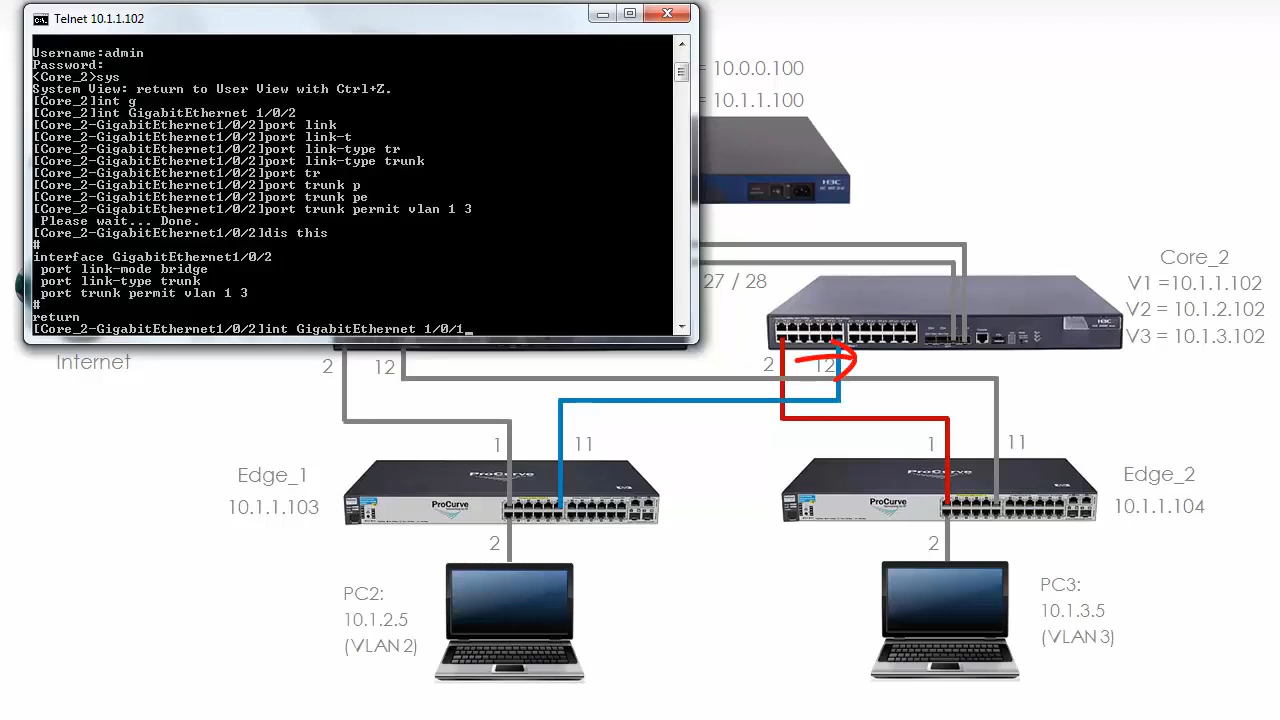 Telnet 10.1.1.102
Username:admin
Password:
<Core_2>sys
System View: return to User View with Ctrl+Z.
[Core_2]int g
[Core_2]int GigabitEthernet 1/0/2
[Core_2-GigabitEthernet1/0/2]port link
[Core_2-GigabitEthernet1/0/2]port link-t
[Core_2-GigabitEthernet1/0/2]port link-type tr
[Core_2-GigabitEthernet1/0/2]port link-type trunk
[Core_2-GigabitEthernet1/0/2]port tr
[Core_2-GigabitEthernet1/0/2]port trunk p
[Core_2-GigabitEthernet1/0/2]port trunk pe
[Core_2-GigabitEthernet1/0/2]port trunk permit vlan 1 3
 Please wait... Done.
[Core_2-GigabitEthernet1/0/2]dis this
#
interface GigabitEthernet1/0/2
 port link-mode bridge
 port link-type trunk
 port trunk permit vlan 1 3
#
return
[Core_2-GigabitEthernet1/0/2]int GigabitEthernet 1/0/1_
= 10.0.0.100
= 10.1.1.100
H3C
27 / 28
Core_2
V1 =10.1.1.102
V2 = 10.1.2.102
V3 = 10.1.3.102
H3C
Internet
2
12
2
12
1
11
1
11
Edge_1
10.1.1.103
ProCurve
ProCurve
Edge_2
10.1.1.104
ProCurve
ProCurve
2
2
PC2:
10.1.2.5
(VLAN 2)
PC3:
10.1.3.5
(VLAN 3)